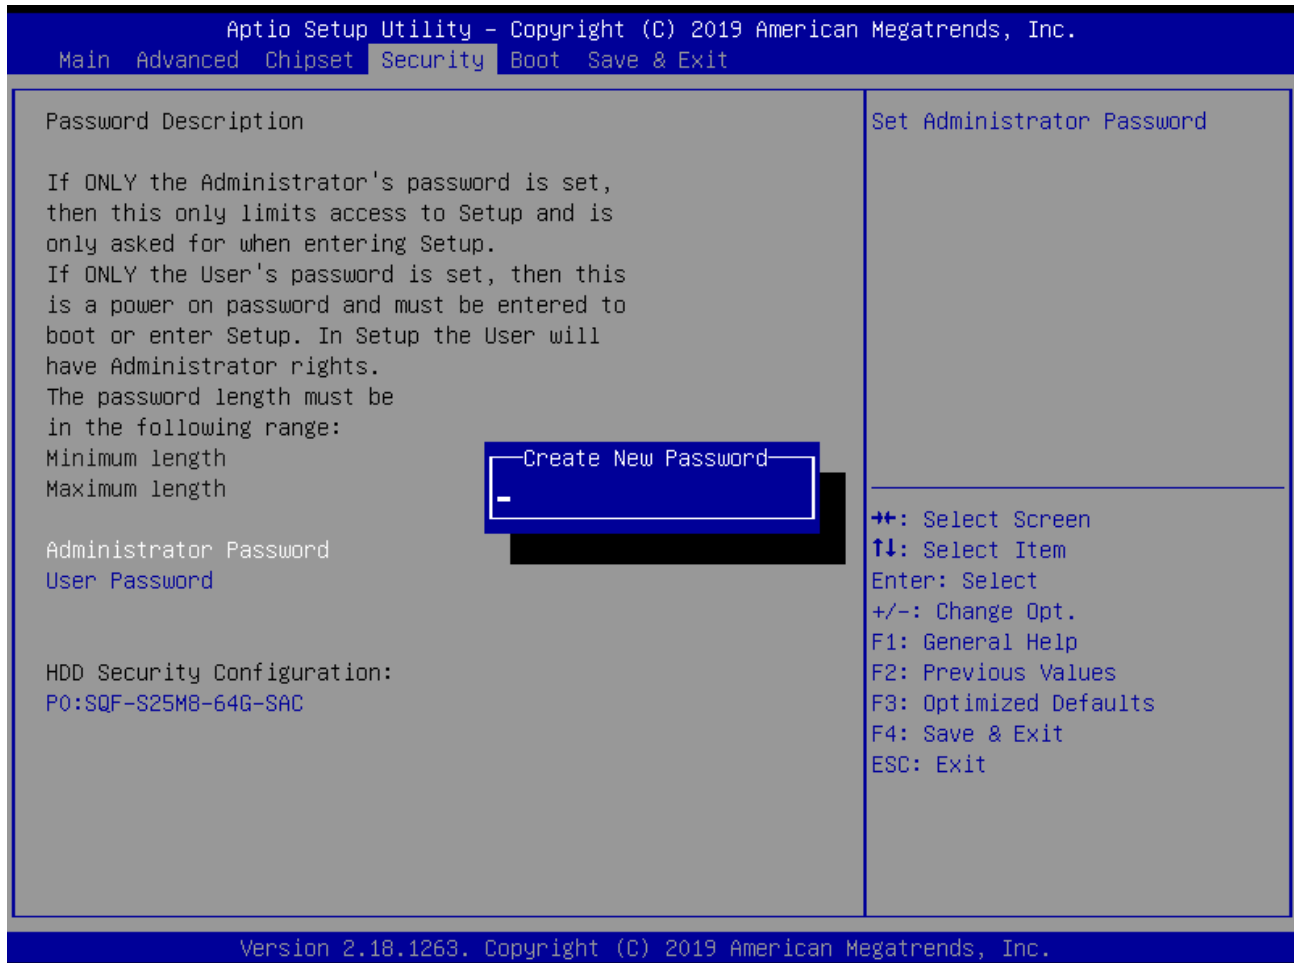 Aptio Setup Utility – Copyright (C) 2019 American Megatrends, Inc.
Main Advanced Chipset Security Boot Save & Exit
Password Description
If ONLY the Administrator's password is set,
then this only limits access to Setup and is
only asked for when entering Setup.
If ONLY the User's password is set, then this
is a power on password and must be entered to
boot or enter Setup. In Setup the User will
have Administrator rights.
The password length must be
in the following range:
Minimum length
Maximum length
Create New Password
Administrator Password
User Password
HDD Security Configuration:
P0:SQF-S25M8-64G-SAC
Set Administrator Password
→←: Select Screen
↑↓: Select Item
Enter: Select
+/-: Change Opt.
F1: General Help
F2: Previous Values
F3: Optimized Defaults
F4: Save & Exit
ESC: Exit
Version 2.18.1263. Copyright (C) 2019 American Megatrends, Inc.